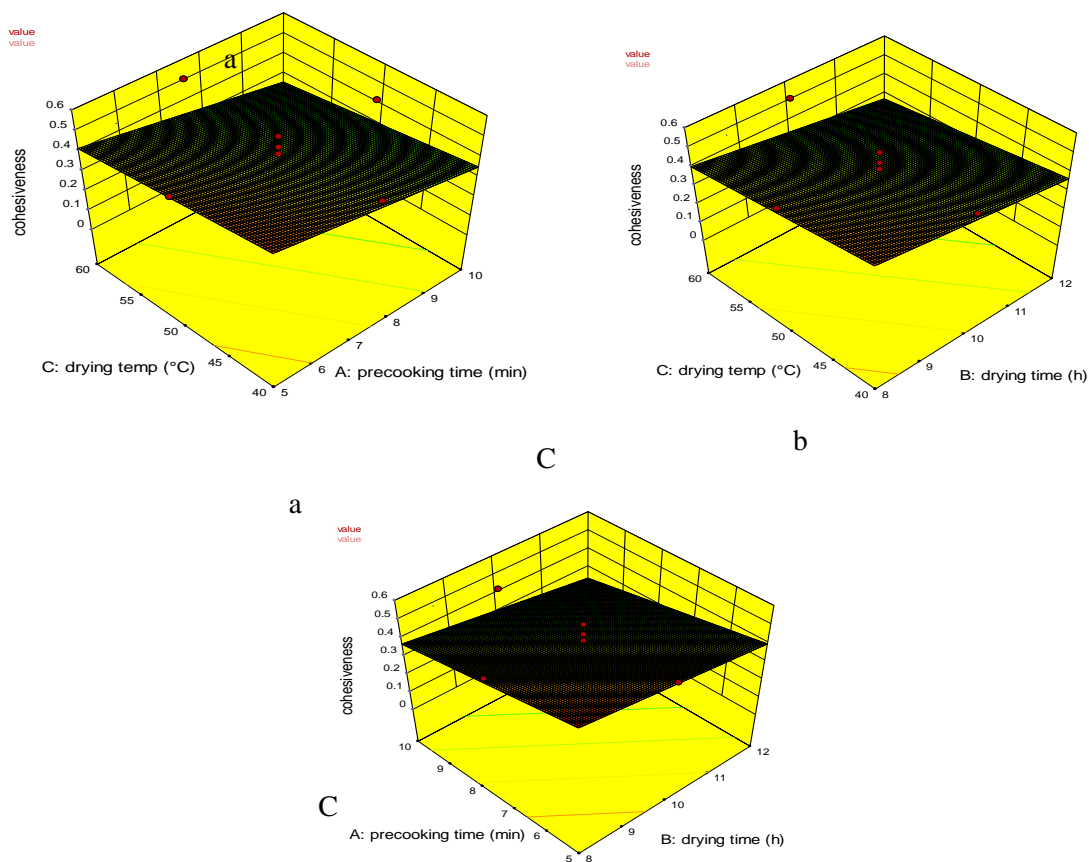 value
value
a
0.6
0.5
0.4
0.3
0.2
0.1
0
cohesiveness
60
55
50
45
40
5
6
7
8
9
10
C: drying temp (°C)
A: precooking time (min)
value
value
0.6
0.5
0.4
0.3
0.2
0.1
0
cohesiveness
60
55
50
45
40
8
9
10
11
12
C: drying temp (°C)
B: drying time (h)
b
C
a
value
value
0.6
0.5
0.4
0.3
0.2
0.1
0
cohesiveness
10
9
8
7
6
5
8
9
10
11
12
C
A: precooking time (min)
B: drying time (h)